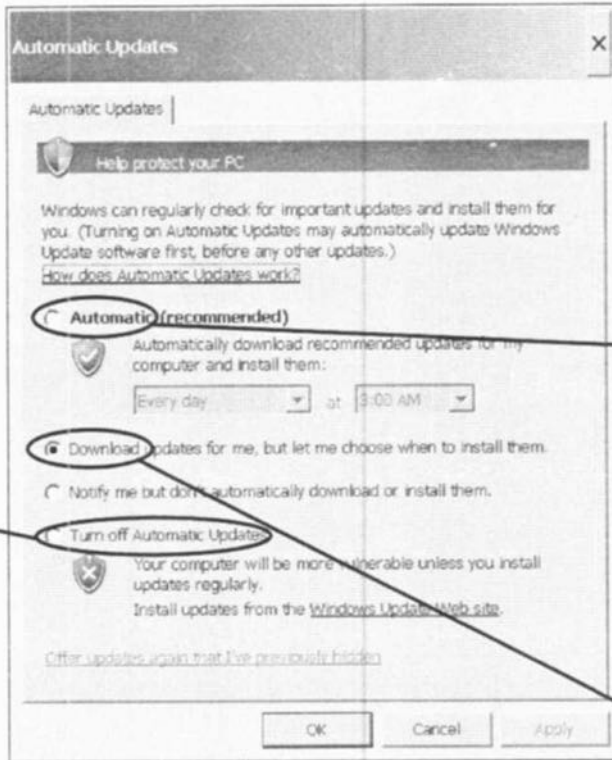 Automatic Updates
Automatic Updates
Help protect your PC
Windows can regularly check for important updates and install them for
you. (Turning on Automatic Updates may automatically update Windows
Update software first, before any other updates.)
How does Automatic Updates work?
Automatic (recommended)
Automatically download recommended updates for my
computer and install them:
Every day at 3:00 AM
Download updates for me, but let me choose when to install them.
Notify me but don't automatically download or install them.
Turn off Automatic Updates
Your computer will be more vulnerable unless you install
updates regularly.
Install updates from the Windows Update Web site.
Offer updates again that I've previously hidden
OK Cancel Apply